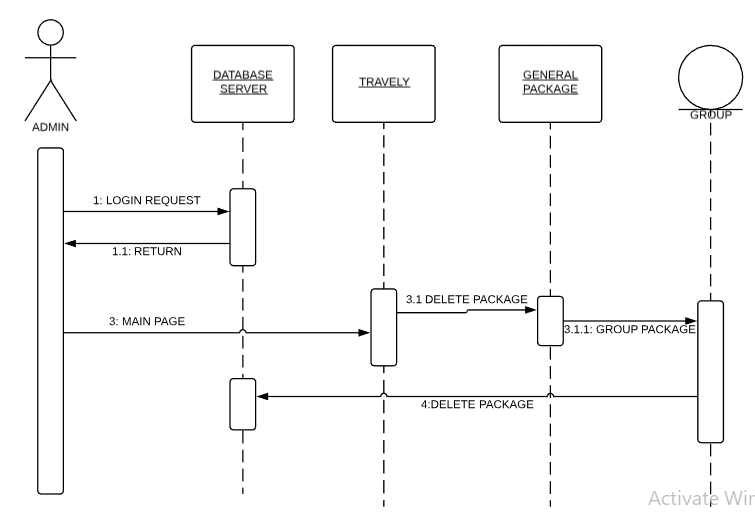 DATABASE
SERVER
TRAVELY
GENERAL
PACKAGE
GROUP
ADMIN
1: LOGIN REQUEST
1.1: RETURN
3.1 DELETE PACKAGE
3: MAIN PAGE
3.1.1: GROUP PACKAGE
4:DELETE PACKAGE
Activate Wir